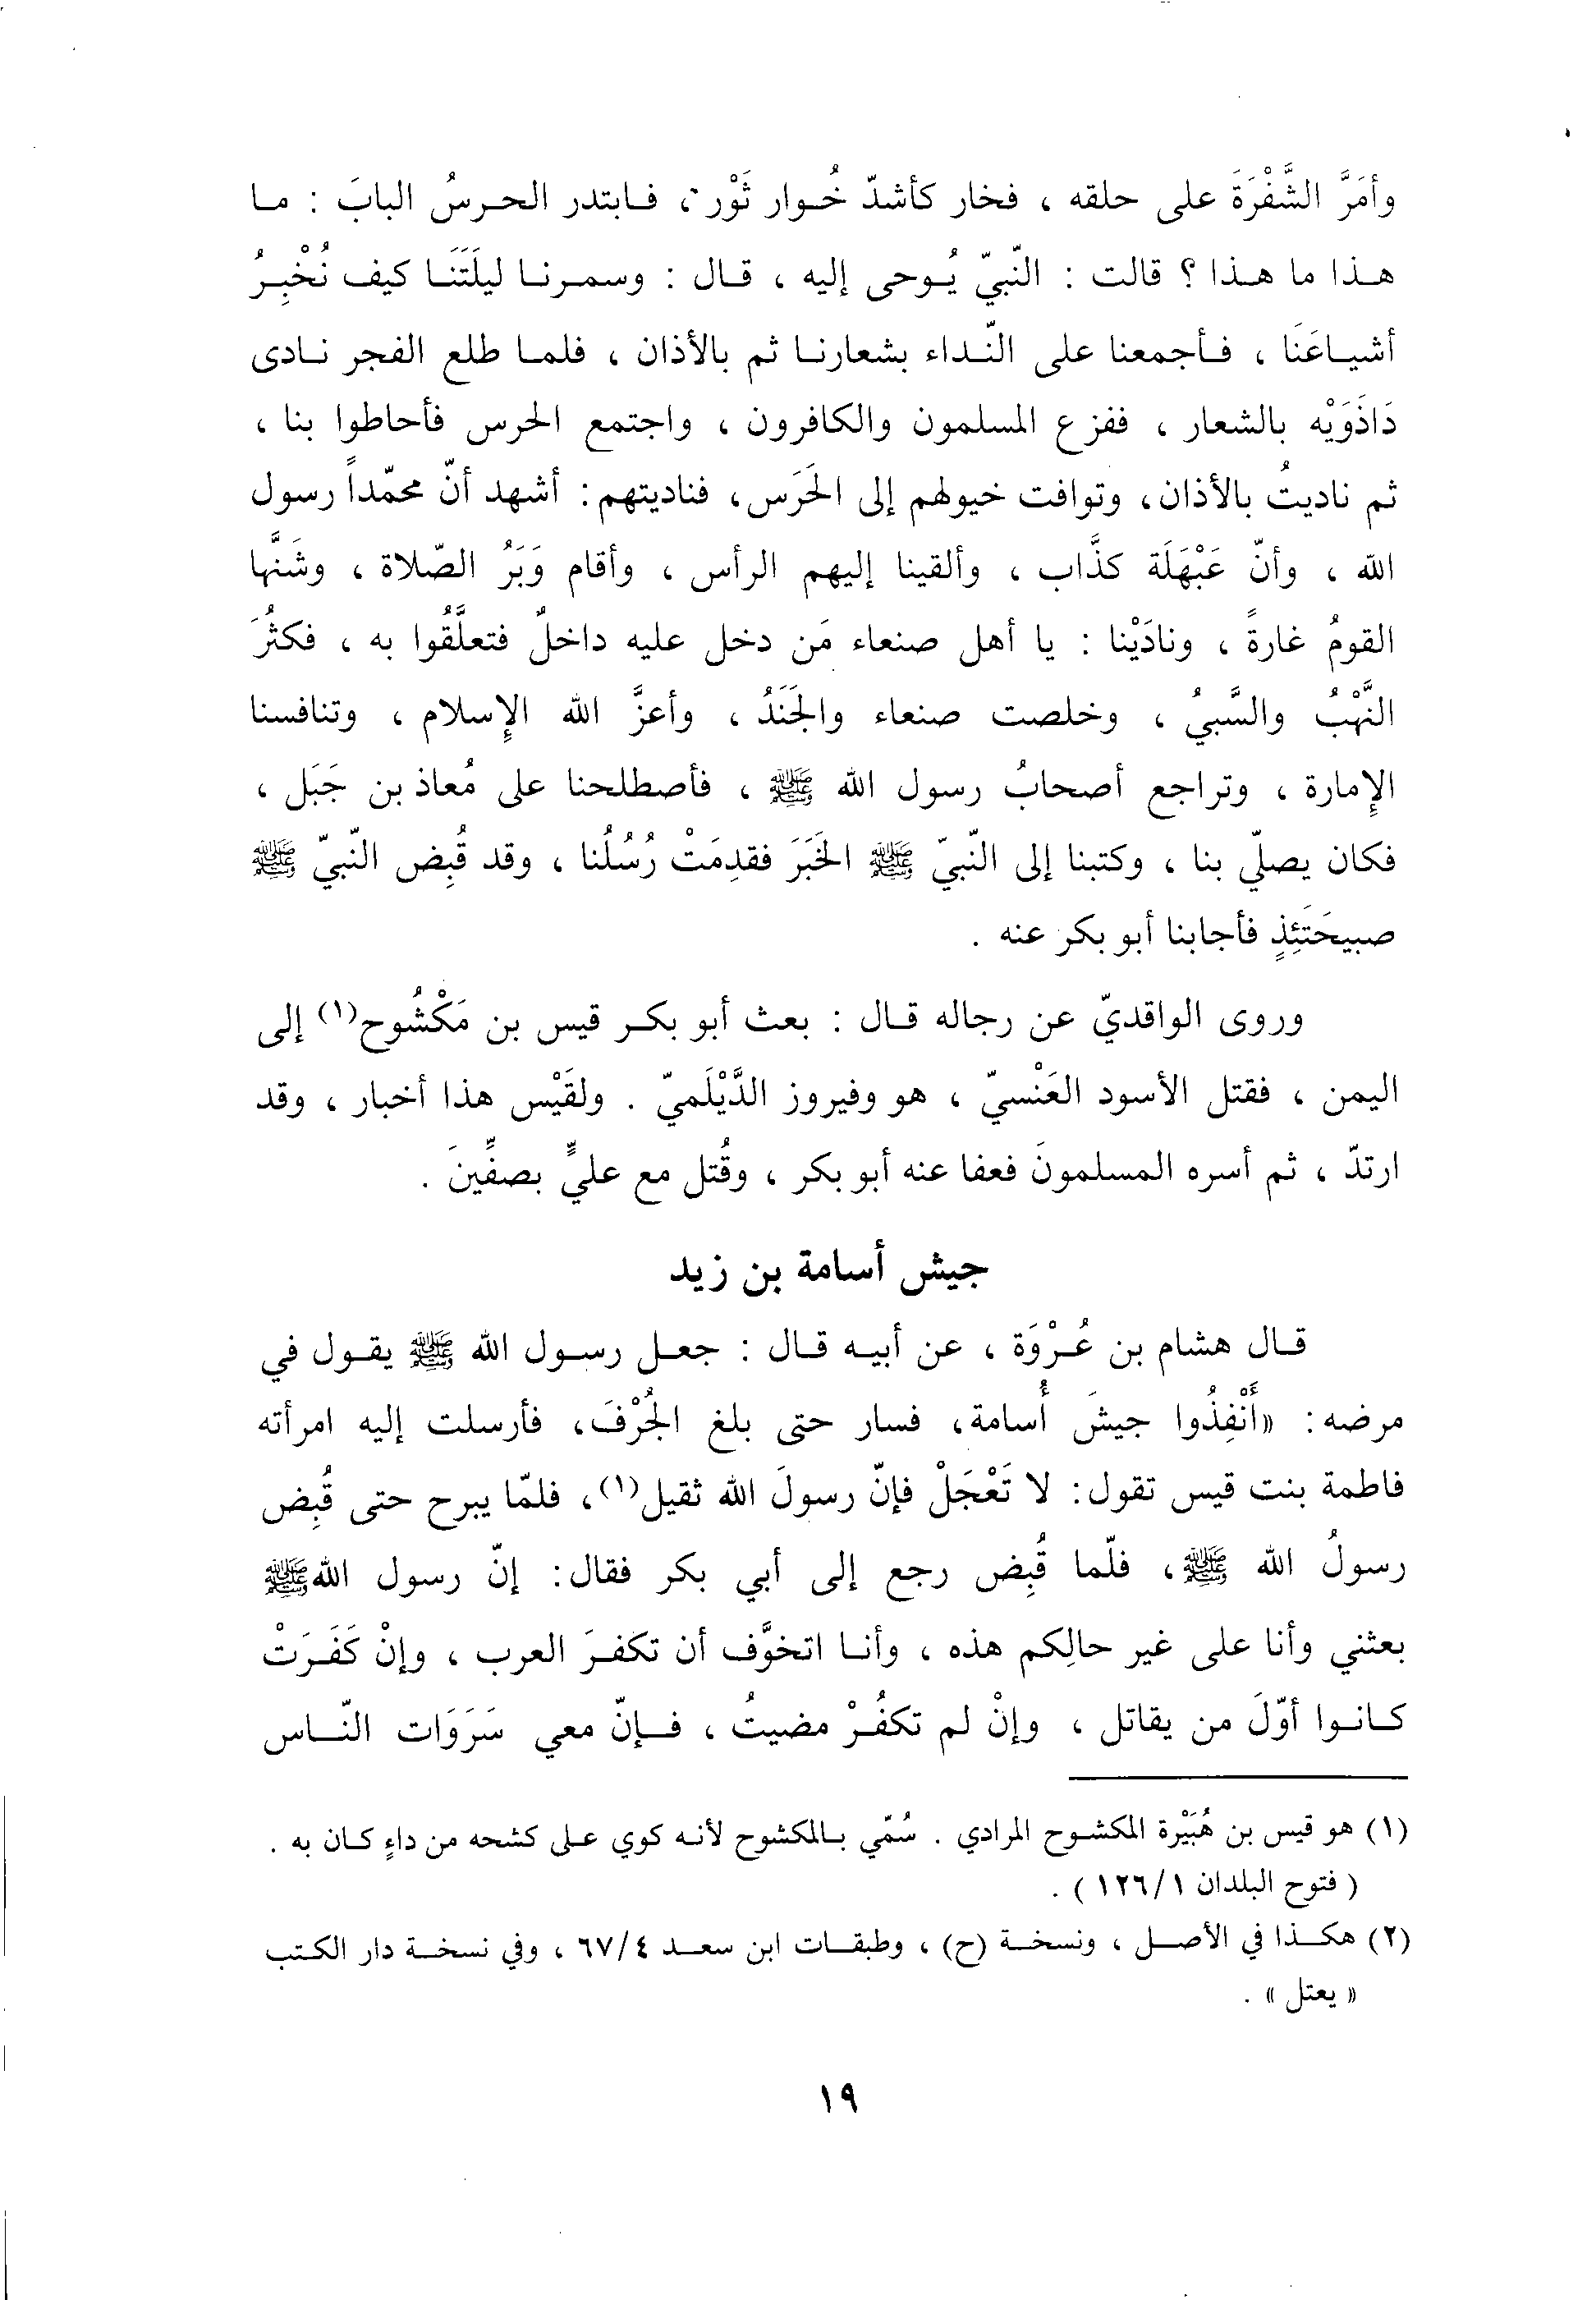 وأمَرَّ الشَّفْرَةَ على حلقه ، فخار كأشدّ خُوار ثَوْر ، فابتدر الحرسُ البابَ : ما
هذا ما هذا ؟ قالت : النّبيّ يُوحى إليه ، قال : وسمرنا ليلَتَنَا كيف نُخْبِرُ
أشياعَنَا ، فأجمعنا على النّداء بشعارنا ثم بالأذان ، فلما طلع الفجر نادى
دَاذَوَيْه بالشعار ، ففزع المسلمون والكافرون ، واجتمع الحرس فأحاطوا بنا ،
ثم ناديتُ بالأذان، وتوافت خيولهم إلى الحَرَس، فناديتهم: أشهد أنّ محمّداً رسول
الله ، وأنّ عَبْهَلَة كذَّاب ، وألقينا إليهم الرأس ، وأقام وَبَرُ الصّلاة ، وشَنَّها
القومُ غارةً ، ونادَيْنا : يا أهل صنعاء مَن دخل عليه داخلٌ فتعلَّقُوا به ، فكثُرَ
النَّهْبُ والسَّبيُ ، وخلصت صنعاء والجَنَدُ ، وأعزَّ الله الإِسلام ، وتنافسنا
الإِمارة ، وتراجع أصحابُ رسول الله ﷺ ، فأصطلحنا على مُعاذ بن جَبَل ،
فكان يصلّي بنا ، وكتبنا إلى النّبيّ ﷺ الخَبَرَ فقدِمَتْ رُسُلُنا ، وقد قُبِض النّبيّ ﷺ
صبيحَتَئِذٍ فأجابنا أبو بكر عنه .
وروى الواقديّ عن رجاله قال : بعث أبو بكر قيس بن مَكْشُوح(١) إلى
اليمن ، فقتل الأسود العَنْسيّ ، هو وفيروز الدَّيْلَميّ . ولقَيْس هذا أخبار ، وقد
ارتدّ ، ثم أسره المسلمونَ فعفا عنه أبو بكر ، وقُتل مع عليٍّ بصفِّينَ .
جيش أسامة بن زيد
قال هشام بن عُرْوَة ، عن أبيه قال : جعل رسول الله ﷺ يقول في
مرضه: «أَنْفِذُوا جيشَ أُسامة، فسار حتى بلغ الجُرْفَ، فأرسلت إليه امرأته
فاطمة بنت قيس تقول: لا تَعْجَلْ فإنّ رسولَ الله ثقيل(١)، فلمّا يبرح حتى قُبِض
رسولُ الله ﷺ، فلّما قُبِض رجع إلى أبي بكر فقال: إنّ رسول الله ﷺ
بعثني وأنا على غير حالِكم هذه ، وأنا اتخوَّف أن تكفرَ العرب ، وإنْ كَفَرَتْ
كانوا أوّلَ من يقاتل ، وإنْ لم تكفُرْ مضيتُ ، فإنّ معي سَرَوَات النّاس
(١) هو قيس بن هُبَيْرة المكشوح المرادي . سُمّي بالمكشوح لأنه كوي على كشحه من داءٍ كان به .
( فتوح البلدان ١/ ١٢٦ ) .
(٢) هكذا في الأصل ، ونسخة (ح) ، وطبقات ابن سعد ٤/ ٦٧ ، وفي نسخة دار الكتب
« يعتل » .
١٩